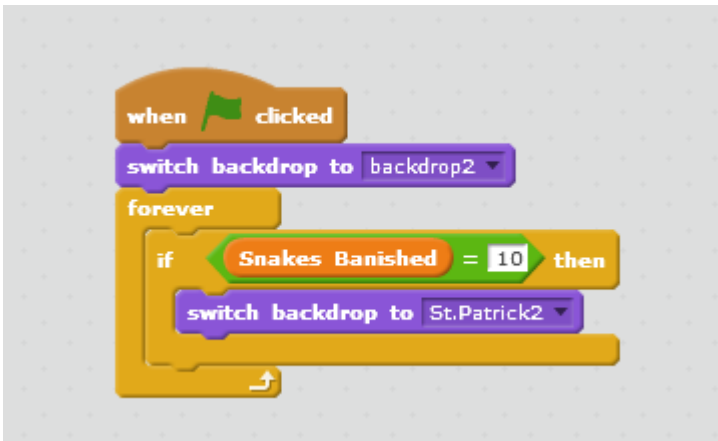 when clicked
switch backdrop to backdrop2
forever
if Snakes Banished = 10 then
switch backdrop to St.Patrick2